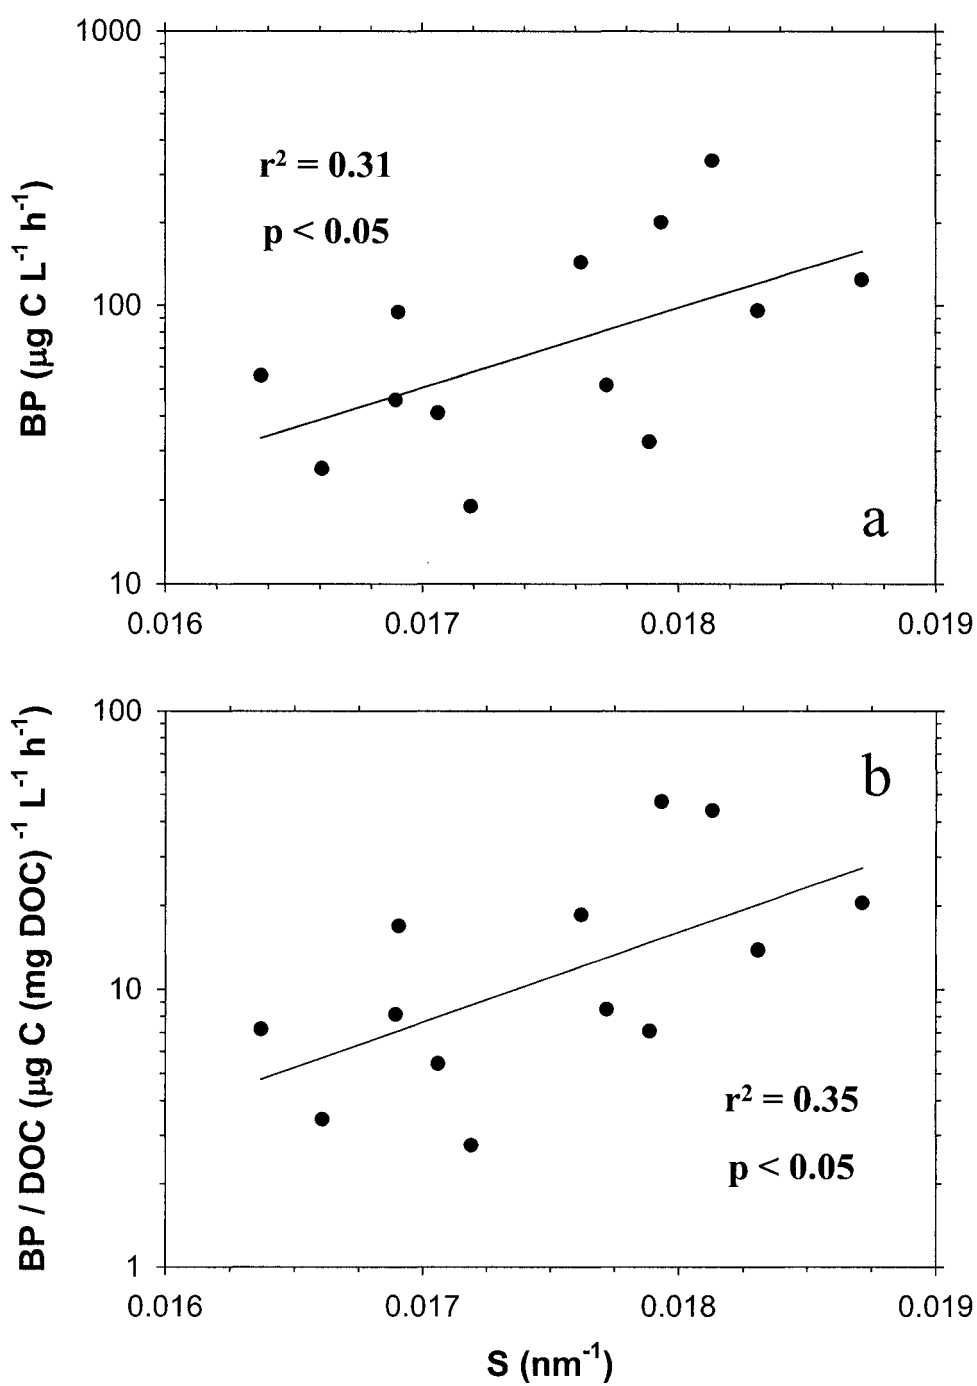 1000
r² = 0.31
p < 0.05
BP (μg C L⁻¹ h⁻¹)
100
a
10
0.016 0.017 0.018 0.019
100
b
BP / DOC (μg C (mg DOC) ⁻¹ L⁻¹ h⁻¹)
10
r² = 0.35
p < 0.05
1
0.016 0.017 0.018 0.019
S (nm⁻¹)